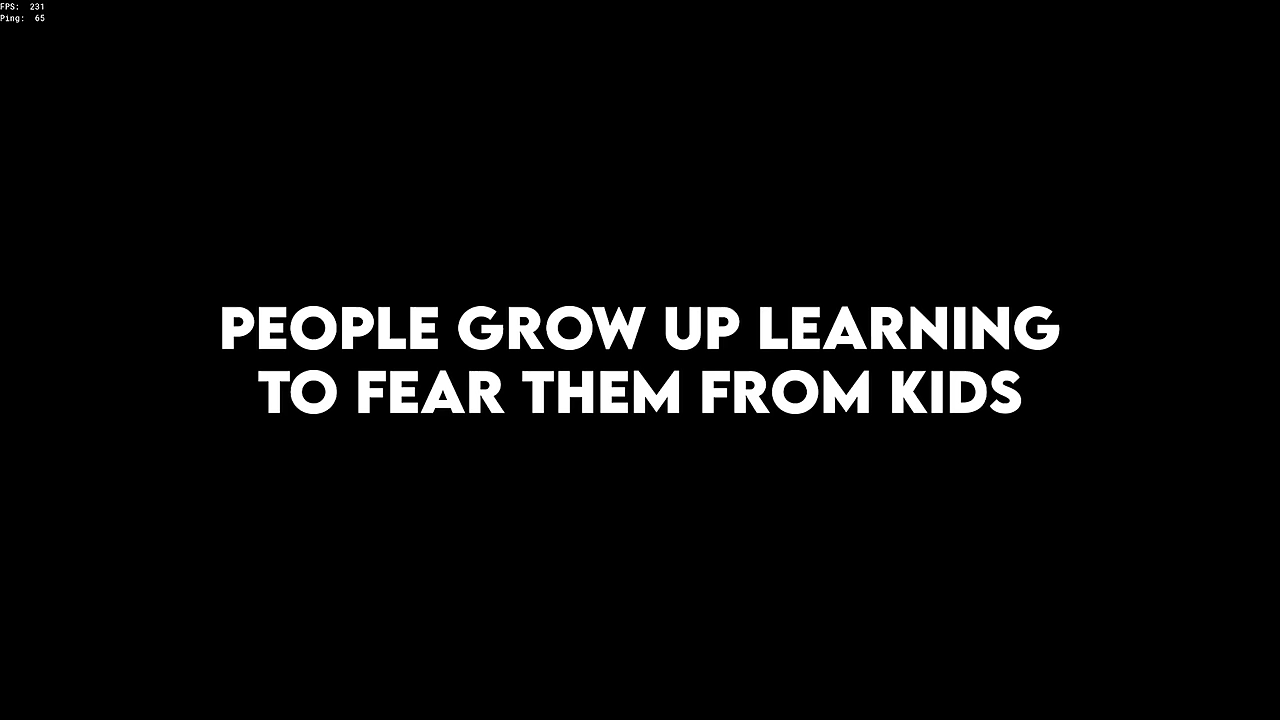 FPS: 231
Ping: 65
PEOPLE GROW UP LEARNING
TO FEAR THEM FROM KIDS